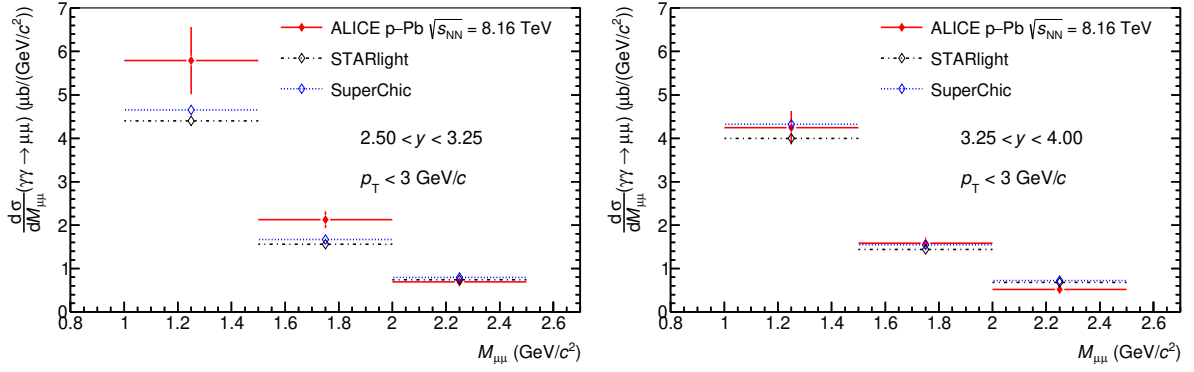 ALICE p–Pb √sNN = 8.16 TeV
STARlight
SuperChic
2.50 < y < 3.25
pT < 3 GeV/c
dσ/dMμμ (γγ → μμ) (μb/(GeV/c²))
7
6
5
4
3
2
1
0
0.8 1 1.2 1.4 1.6 1.8 2 2.2 2.4 2.6
Mμμ (GeV/c²)
ALICE p–Pb √sNN = 8.16 TeV
STARlight
SuperChic
3.25 < y < 4.00
pT < 3 GeV/c
dσ/dMμμ (γγ → μμ) (μb/(GeV/c²))
7
6
5
4
3
2
1
0
0.8 1 1.2 1.4 1.6 1.8 2 2.2 2.4 2.6
Mμμ (GeV/c²)